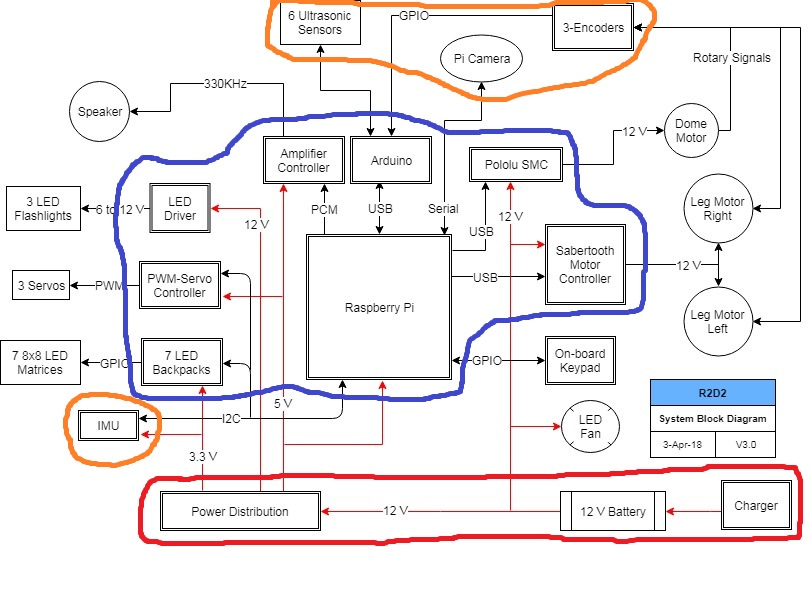 6 Ultrasonic
Sensors
GPIO
3-Encoders
Pi Camera
Rotary Signals
330KHz
Speaker
Amplifier
Controller
Arduino
Pololu SMC
12 V
Dome
Motor
3 LED
Flashlights
6 to 12 V
LED
Driver
12 V
PCM
USB
Serial
USB
12 V
Leg Motor
Right
Sabertooth
Motor
Controller
12 V
3 Servos
PWM
PWM-Servo
Controller
Raspberry Pi
USB
Leg Motor
Left
7 8x8 LED
Matrices
GPIO
7 LED
Backpacks
GPIO
On-board
Keypad
IMU
I2C
5 V
3.3 V
LED
Fan
R2D2
System Block Diagram
3-Apr-18
V3.0
Power Distribution
12 V
12 V Battery
Charger